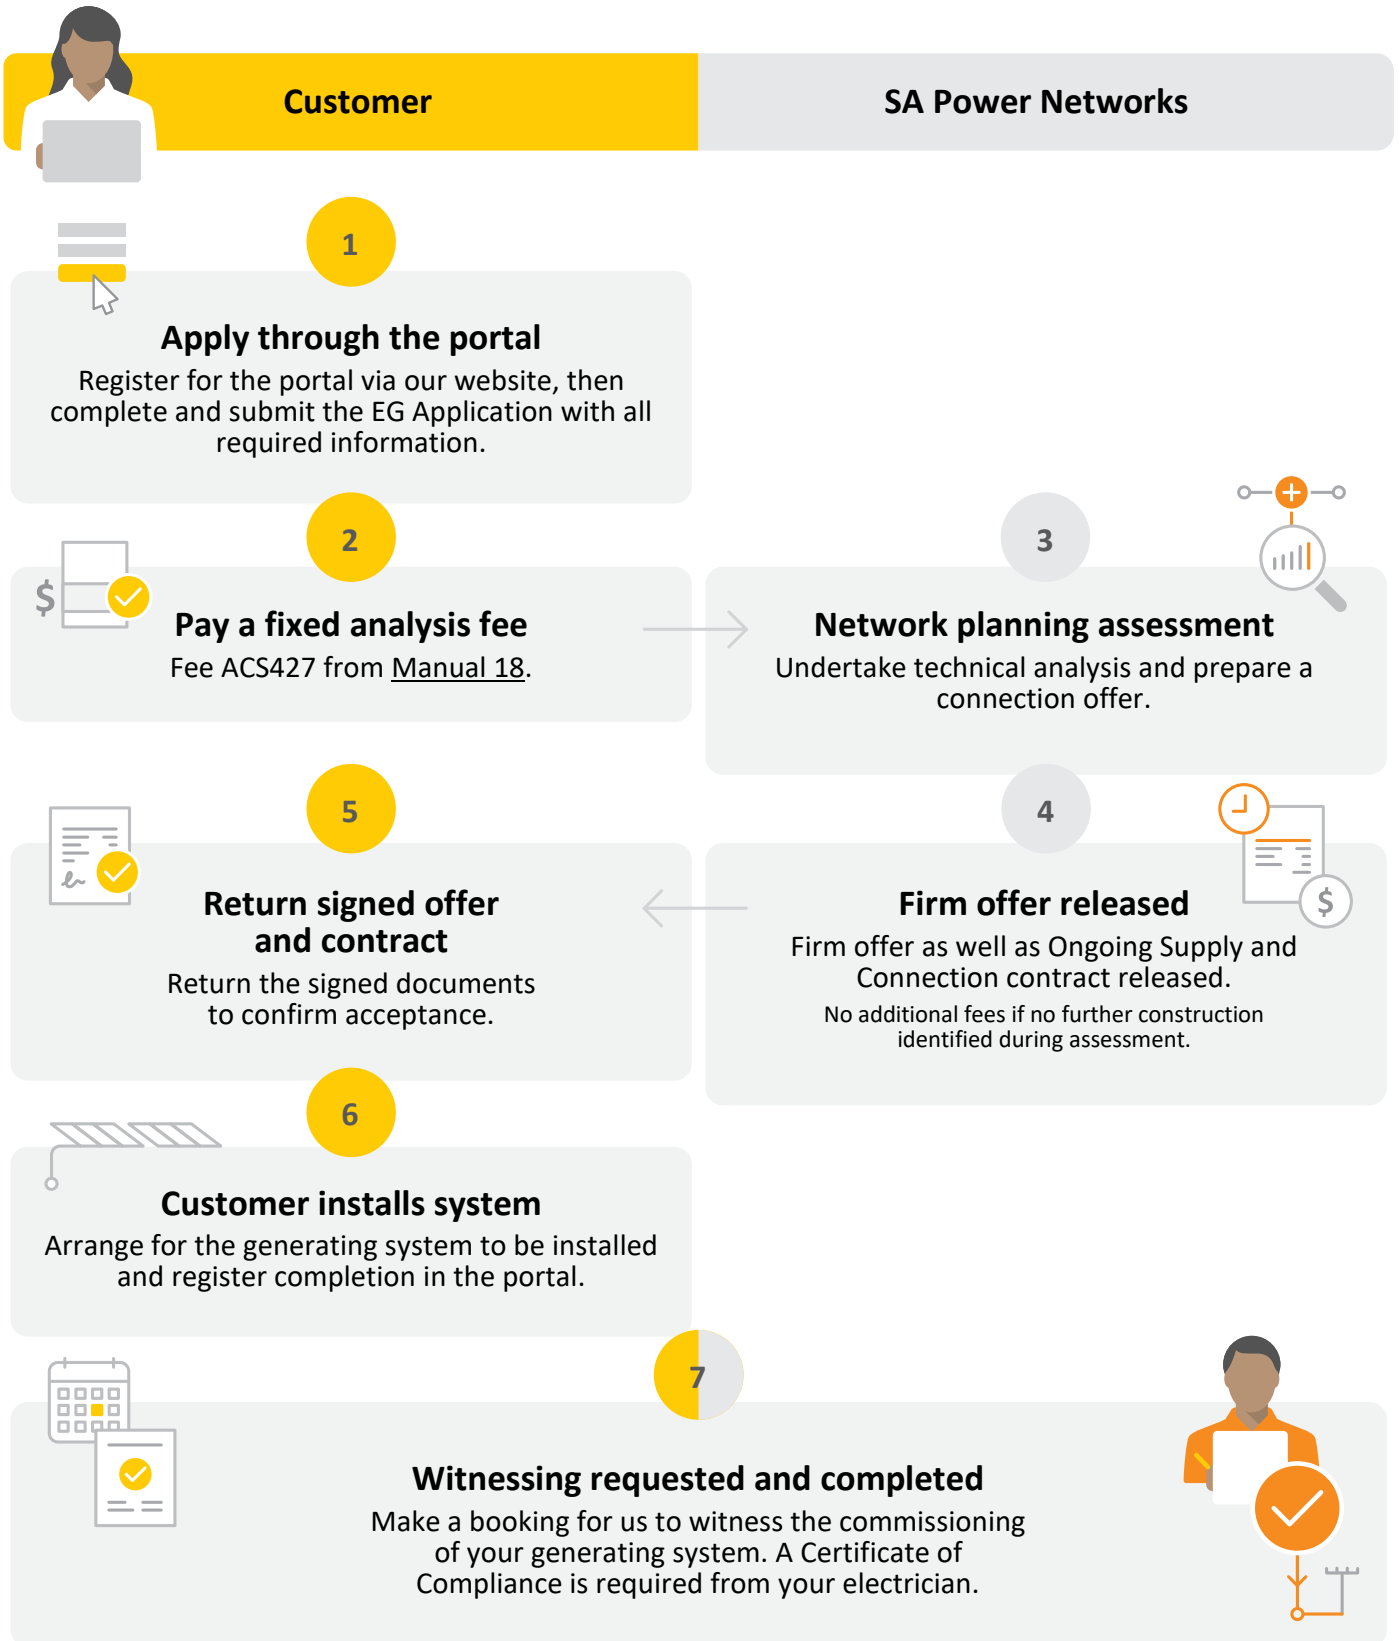 Customer
SA Power Networks
1
Apply through the portal
Register for the portal via our website, then
complete and submit the EG Application with all
required information.
2
$
Pay a fixed analysis fee
Fee ACS427 from Manual 18.
3
Network planning assessment
Undertake technical analysis and prepare a
connection offer.
4
$
Firm offer released
Firm offer as well as Ongoing Supply and
Connection contract released.
No additional fees if no further construction
identified during assessment.
5
Return signed offer
and contract
Return the signed documents
to confirm acceptance.
6
Customer installs system
Arrange for the generating system to be installed
and register completion in the portal.
7
Witnessing requested and completed
Make a booking for us to witness the commissioning
of your generating system. A Certificate of
Compliance is required from your electrician.